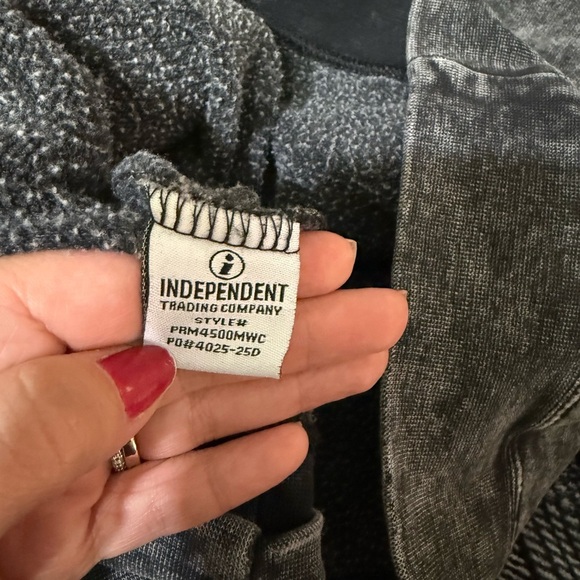 i
INDEPENDENT
TRADING COMPANY
STYLE#
PRM4500MWC
PO#4025-25D